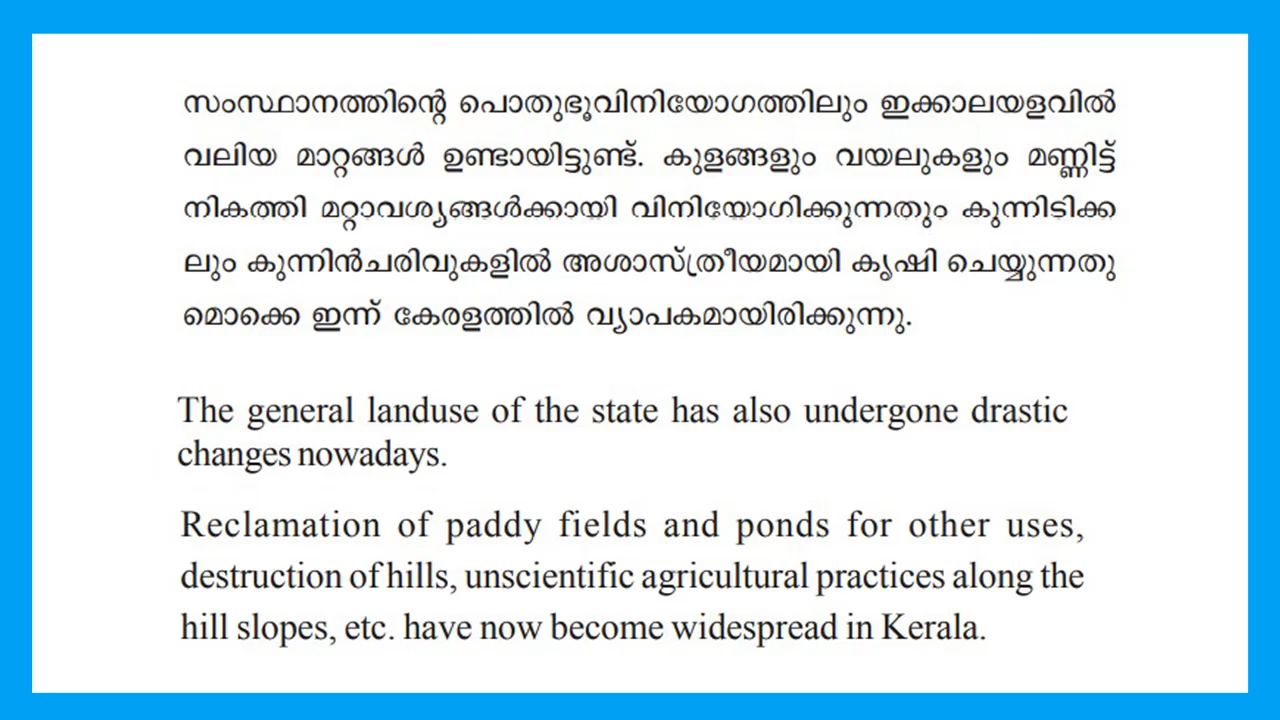 സംസ്ഥാനത്തിന്റെ പൊതുഭൂവിനിയോഗത്തിലും ഇക്കാലയളവിൽ
വലിയ മാറ്റങ്ങൾ ഉണ്ടായിട്ടുണ്ട്. കുളങ്ങളും വയലുകളും മണ്ണിട്ട്
നികത്തി മറ്റാവശ്യങ്ങൾക്കായി വിനിയോഗിക്കുന്നതും കുന്നിടിക്ക
ലും കുന്നിൻചരിവുകളിൽ അശാസ്ത്രീയമായി കൃഷി ചെയ്യുന്നതു
മൊക്കെ ഇന്ന് കേരളത്തിൽ വ്യാപകമായിരിക്കുന്നു.
The general landuse of the state has also undergone drastic
changes nowadays.
Reclamation of paddy fields and ponds for other uses,
destruction of hills, unscientific agricultural practices along the
hill slopes, etc. have now become widespread in Kerala.